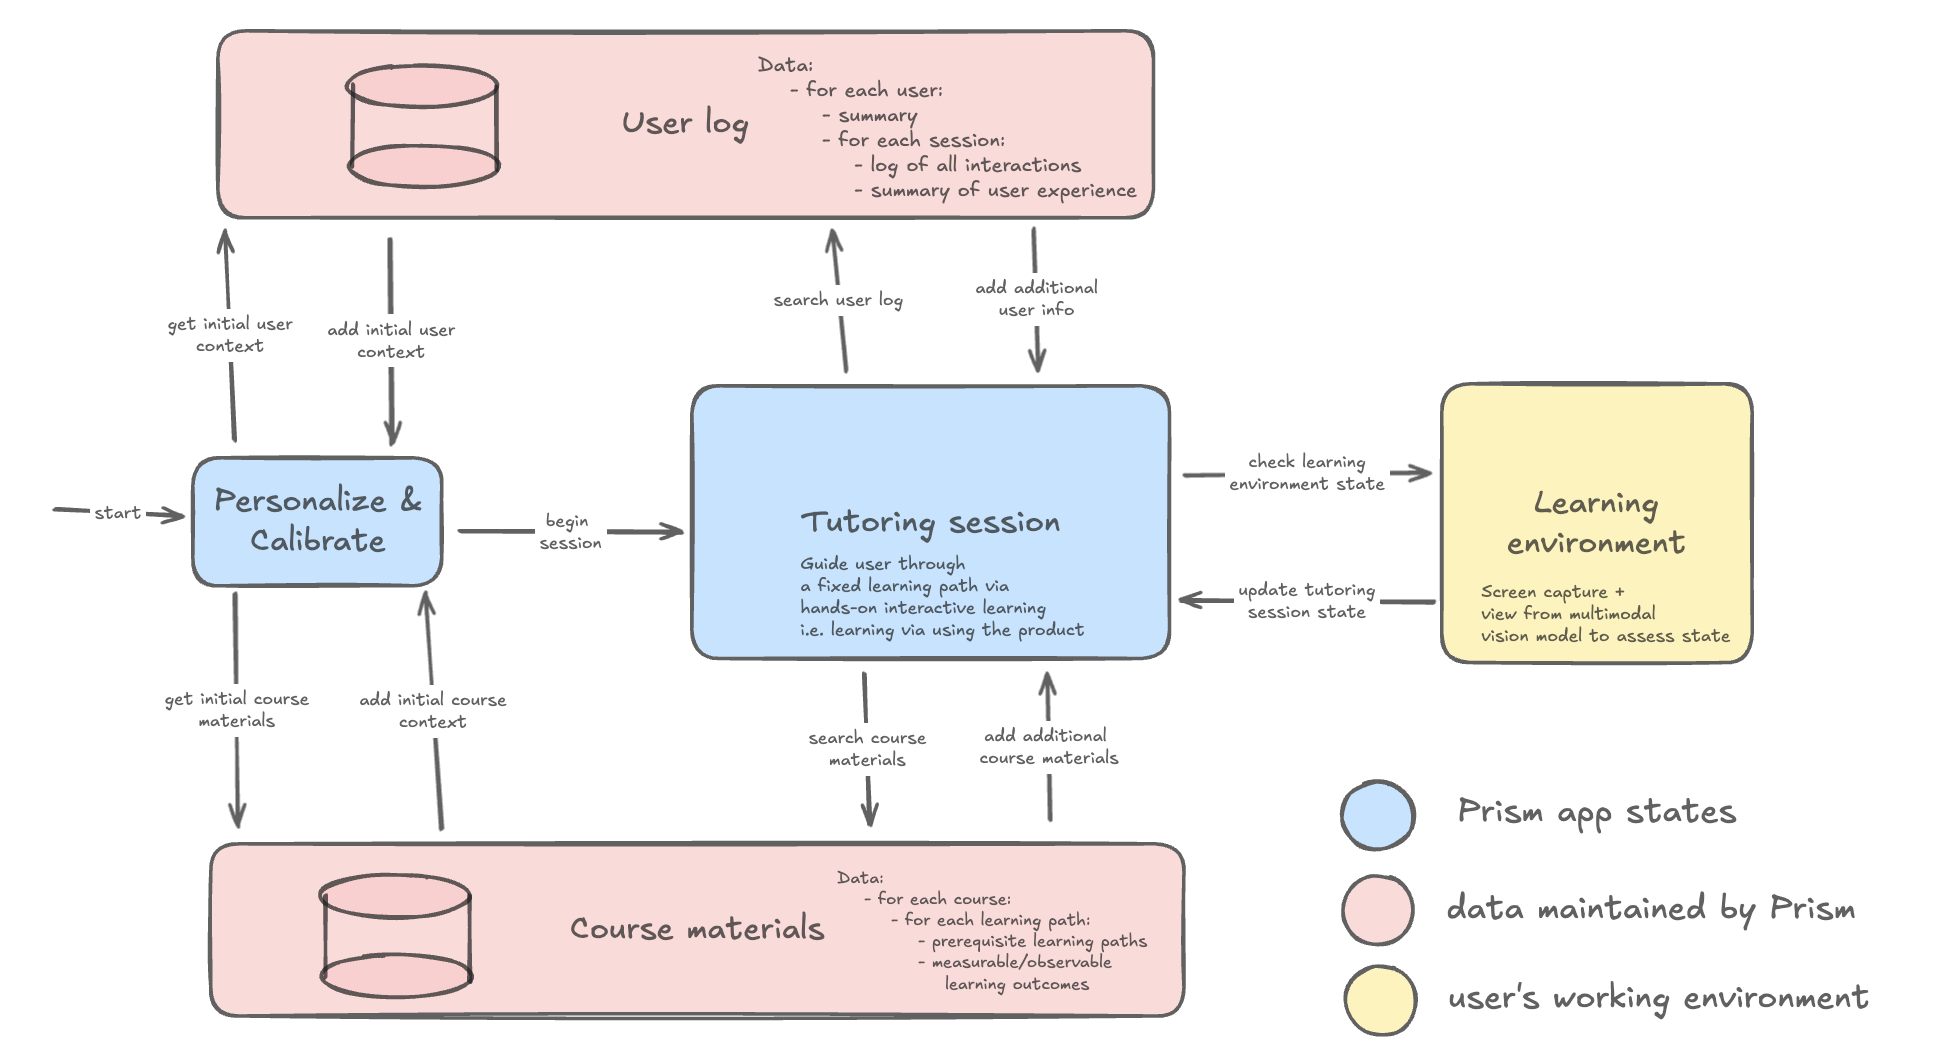 Data:
- for each user:
- summary
- for each session:
- log of all interactions
- summary of user experience
User log
get initial user
context
add initial user
context
search user log
add additional
user info
start
Personalize &
Calibrate
begin
session
Tutoring session
Guide user through
a fixed learning path via
hands-on interactive learning
i.e. learning via using the product
check learning
environment state
update tutoring
session state
Learning
environment
Screen capture +
view from multimodal
vision model to assess state
get initial course
materials
add initial course
context
search course
materials
add additional
course materials
Course materials
Data:
- for each course:
- for each learning path:
- prerequisite learning paths
- measurable/observable
learning outcomes
Prism app states
data maintained by Prism
user's working environment